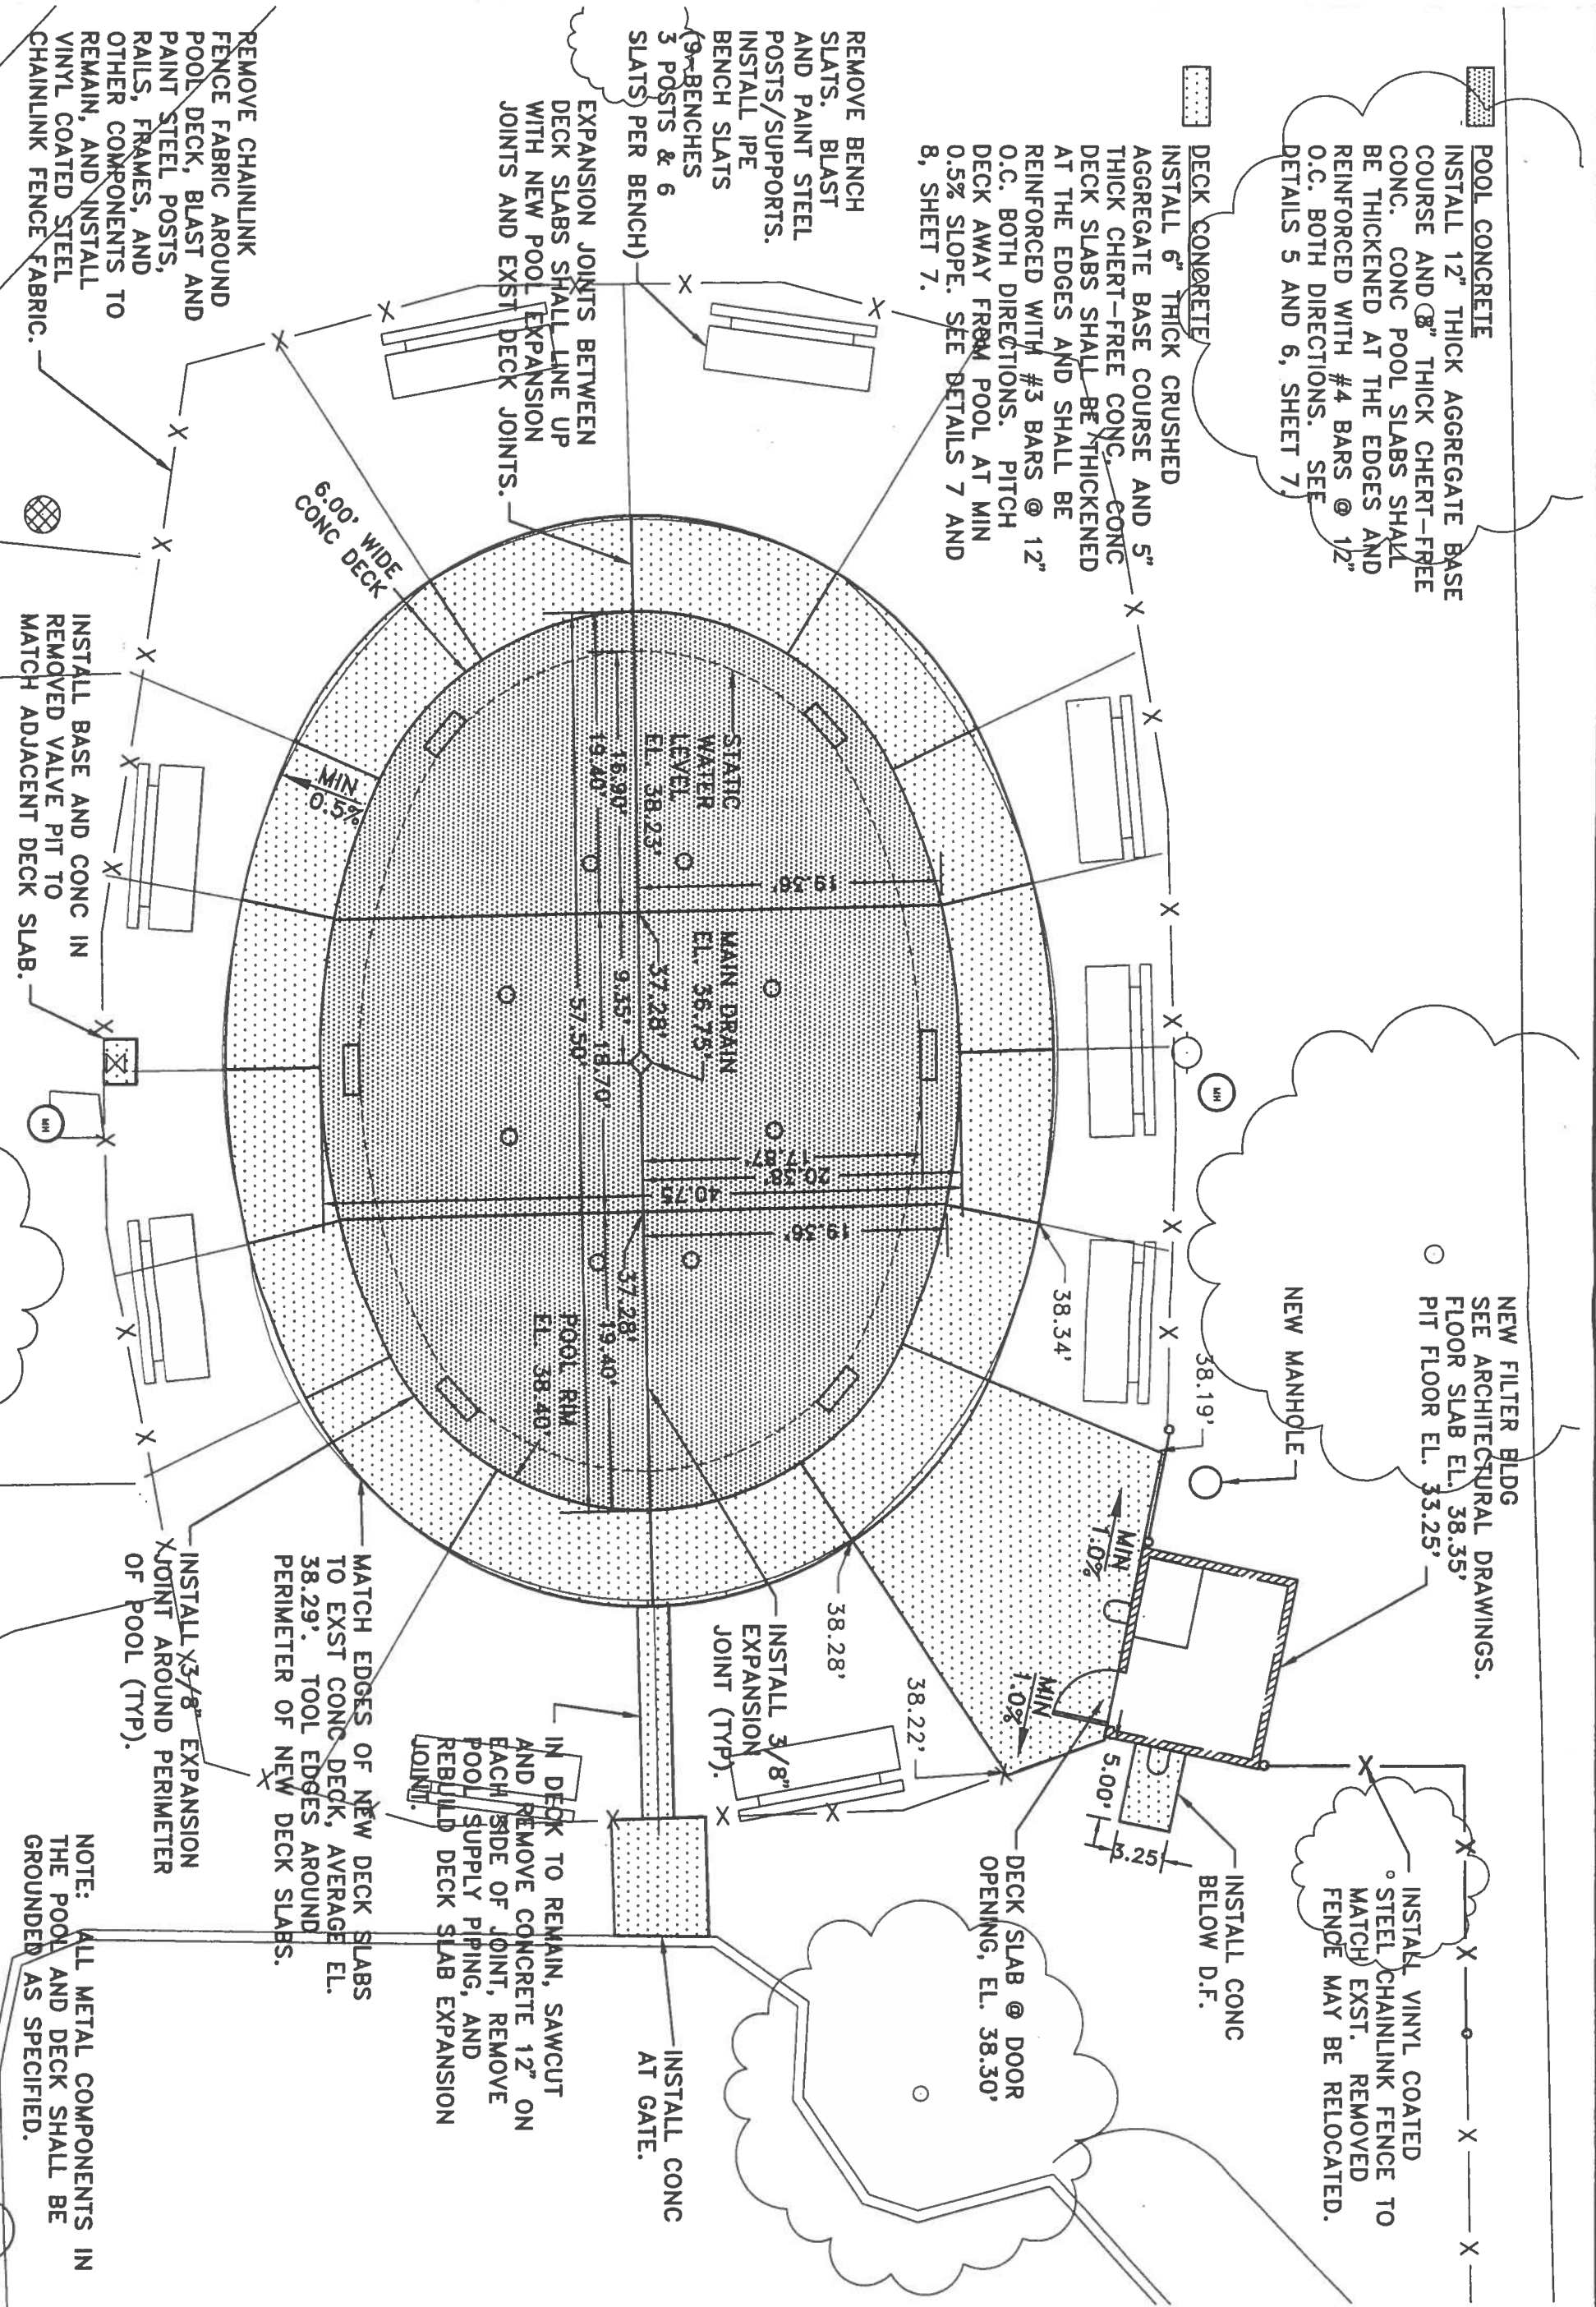 POOL CONCRETE
INSTALL 12" THICK AGGREGATE BASE
COURSE AND 8" THICK CHERT-FREE
CONC. CONC POOL SLABS SHALL
BE THICKENED AT THE EDGES AND
REINFORCED WITH #4 BARS @ 12"
O.C. BOTH DIRECTIONS. SEE
DETAILS 5 AND 6, SHEET 7.
DECK CONCRETE
INSTALL 6" THICK CRUSHED
AGGREGATE BASE COURSE AND 5"
THICK CHERT-FREE CONC. CONC
DECK SLABS SHALL BE THICKENED
AT THE EDGES AND SHALL BE
REINFORCED WITH #3 BARS @ 12"
O.C. BOTH DIRECTIONS. PITCH
DECK AWAY FROM POOL AT MIN
0.5% SLOPE. SEE DETAILS 7 AND
8, SHEET 7.
REMOVE BENCH
SLATS. BLAST
AND PAINT STEEL
POSTS/SUPPORTS.
INSTALL IPE
BENCH SLATS
(9-BENCHES
3 POSTS & 6
SLATS PER BENCH)
EXPANSION JOINTS BETWEEN
DECK SLABS SHALL LINE UP
WITH NEW POOL EXPANSION
JOINTS AND EXST DECK JOINTS.
REMOVE CHAINLINK
FENCE FABRIC AROUND
POOL DECK, BLAST AND
PAINT STEEL POSTS,
RAILS, FRAMES, AND
OTHER COMPONENTS TO
REMAIN, AND INSTALL
VINYL COATED STEEL
CHAINLINK FENCE FABRIC.
6.00' WIDE
CONC DECK
INSTALL BASE AND CONC IN
REMOVED VALVE PIT TO
MATCH ADJACENT DECK SLAB.
MIN
0.5%
STATIC
WATER
LEVEL
EL. 38.23'
16.90'
19.40'
19.36'
MAIN DRAIN
EL. 36.75'
37.28'
9.35'
18.70'
57.50'
17.87'
20.38'
40.75
19.36'
37.28'
19.40'
POOL RIM
EL 38.40'
MH
MH
38.34'
38.19'
NEW MANHOLE
NEW FILTER BLDG
SEE ARCHITECTURAL DRAWINGS.
FLOOR SLAB EL. 38.35'
PIT FLOOR EL. 33.25'
MIN
1.0%
MIN
1.0%
38.28'
38.22'
5.00'
3.25'
INSTALL 3/8"
EXPANSION
JOINT (TYP).
INSTALL VINYL COATED
STEEL CHAINLINK FENCE TO
MATCH EXST. REMOVED
FENCE MAY BE RELOCATED.
INSTALL CONC
BELOW D.F.
DECK SLAB @ DOOR
OPENING, EL. 38.30'
INSTALL CONC
AT GATE.
IN DECK TO REMAIN, SAWCUT
AND REMOVE CONCRETE 12" ON
EACH SIDE OF JOINT, REMOVE
POOL SUPPLY PIPING, AND
REBUILD DECK SLAB EXPANSION
JOINT.
MATCH EDGES OF NEW DECK SLABS
TO EXST CONC DECK, AVERAGE EL.
38.29'. TOOL EDGES AROUND
PERIMETER OF NEW DECK SLABS.
INSTALL 3/8" EXPANSION
JOINT AROUND PERIMETER
OF POOL (TYP).
NOTE: ALL METAL COMPONENTS IN
THE POOL AND DECK SHALL BE
GROUNDED AS SPECIFIED.